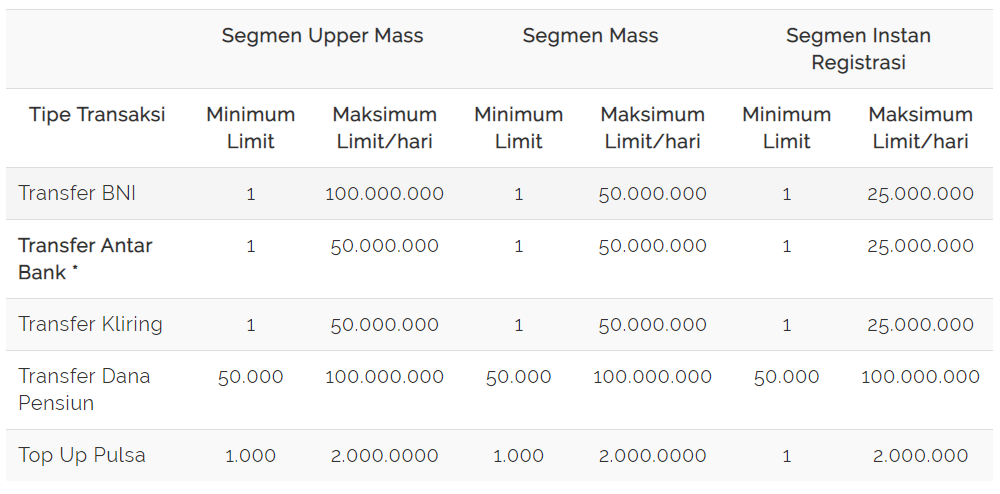 Segmen Upper Mass Segmen Mass Segmen Instan
Registrasi
Tipe Transaksi Minimum Maksimum Minimum Maksimum Minimum Maksimum
Limit Limit/hari Limit Limit/hari Limit Limit/hari
Transfer BNI 1 100.000.000 1 50.000.000 1 25.000.000
Transfer Antar 1 50.000.000 1 50.000.000 1 25.000.000
Bank *
Transfer Kliring 1 50.000.000 1 50.000.000 1 25.000.000
Transfer Dana 50.000 100.000.000 50.000 100.000.000 50.000 100.000.000
Pensiun
Top Up Pulsa 1.000 2.000.0000 1.000 2.000.0000 1 2.000.000